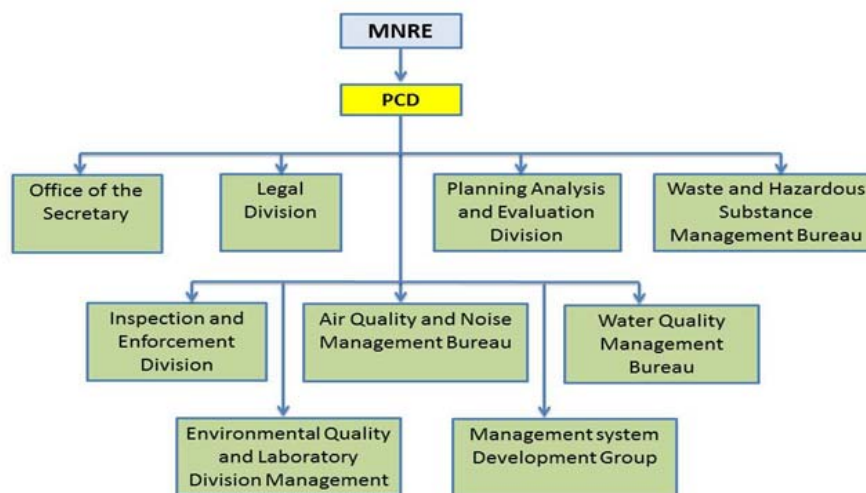 MNRE
PCD
Office of the
Secretary
Legal
Division
Planning Analysis
and Evaluation
Division
Waste and Hazardous
Substance
Management Bureau
Inspection and
Enforcement
Division
Air Quality and Noise
Management Bureau
Water Quality
Management
Bureau
Environmental Quality
and Laboratory
Division Management
Management system
Development Group